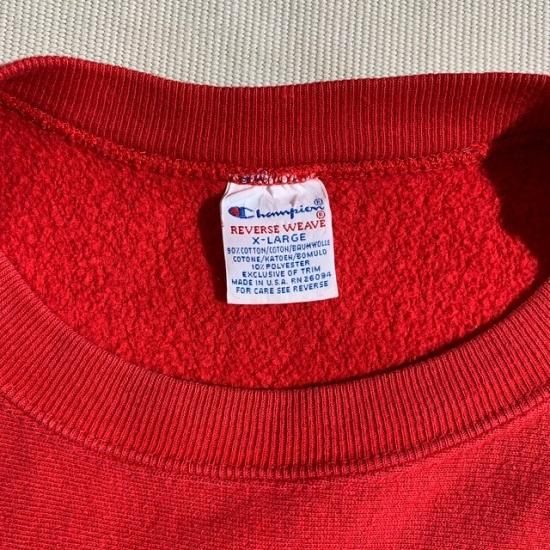 Champion®
REVERSE WEAVE®
X-LARGE
90% COTTON/COTON/BAUMWOLLE
COTONE/KATOEN/BOMULD
10% POLYESTER
EXCLUSIVE OF TRIM
MADE IN U.S.A. RN 26094
FOR CARE SEE REVERSE